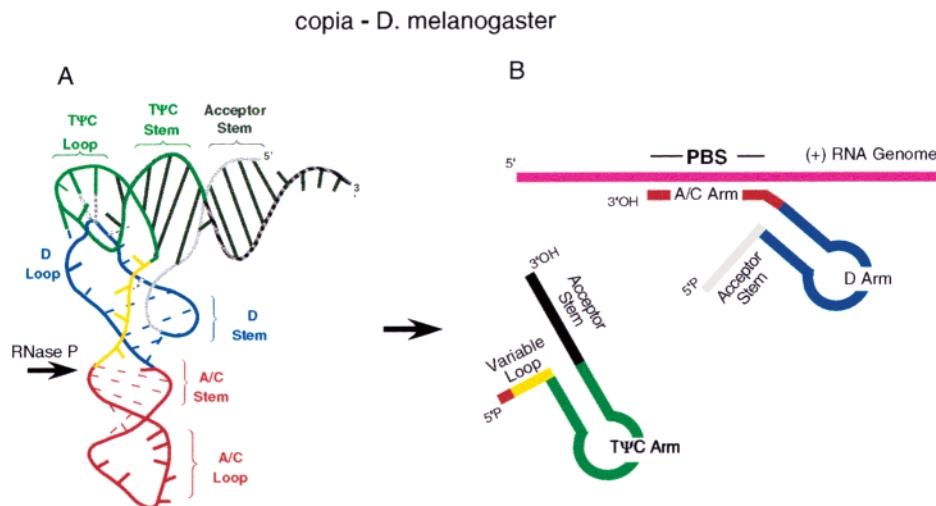 copia - D. melanogaster
A
TΨC
Loop
TΨC
Stem
Acceptor
Stem
5'
3'
D
Loop
D
Stem
RNase P
A/C
Stem
A/C
Loop
B
5'
PBS
(+) RNA Genome
3'OH
A/C Arm
5'P
Acceptor
Stem
D Arm
3'OH
Acceptor
Stem
Variable
Loop
5'P
TΨC Arm